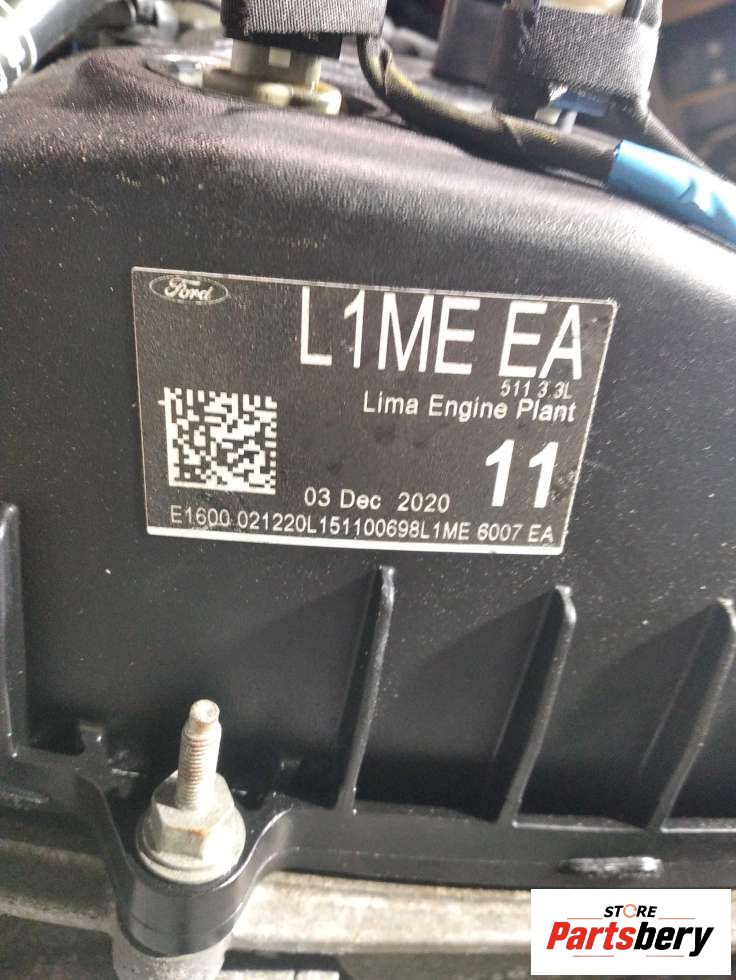 Ford
L1ME EA
511 3.3L
Lima Engine Plant
03 Dec 2020
11
E1600 021220L151100698L1ME 6007 EA
STORE
Partsbery